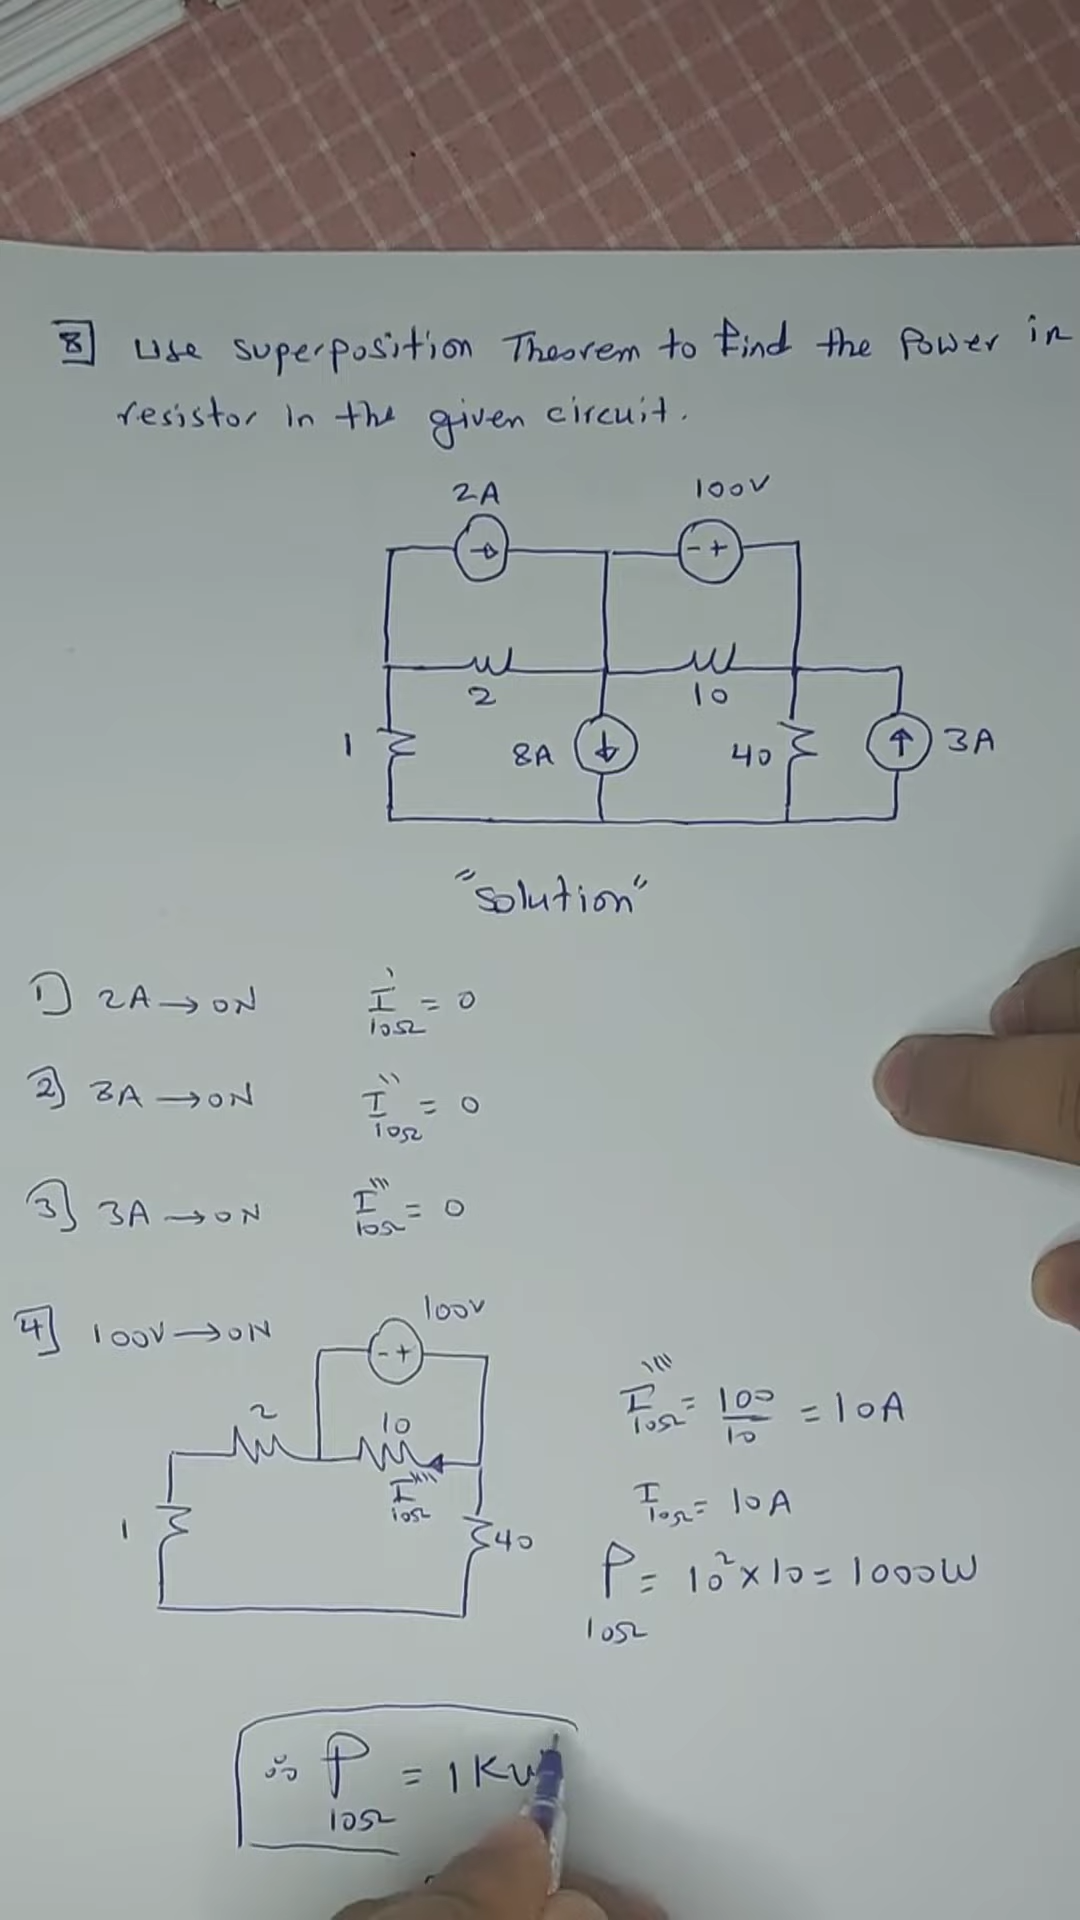 8 Use superposition Theorem to find the Power in
resistor in the given circuit.
2A 100V
- +
2 10
1 8A 40 3A
"Solution"
1) 2A → ON I' 10Ω = 0
2) 8A → ON I'' 10Ω = 0
3) 3A → ON I''' 10Ω = 0
4) 100V → ON
100V
- +
2 10
I'''' 10Ω
1 40
I'''' 10Ω = 100/10 = 10A
I 10Ω = 10A
P 10Ω = 10² × 10 = 1000W
∴ P 10Ω = 1 KW